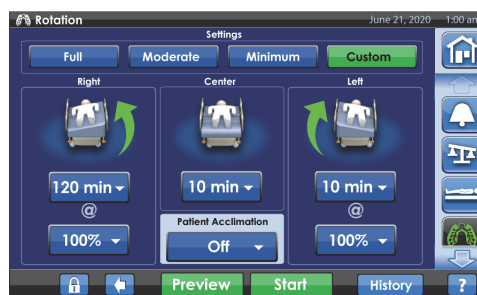 Rotation June 21, 2020 1:00 am
Settings
Full Moderate Minimum Custom
Right Center Left
120 min 10 min 10 min
@ @
100% Patient Acclimation 100%
Off
Preview Start History ?